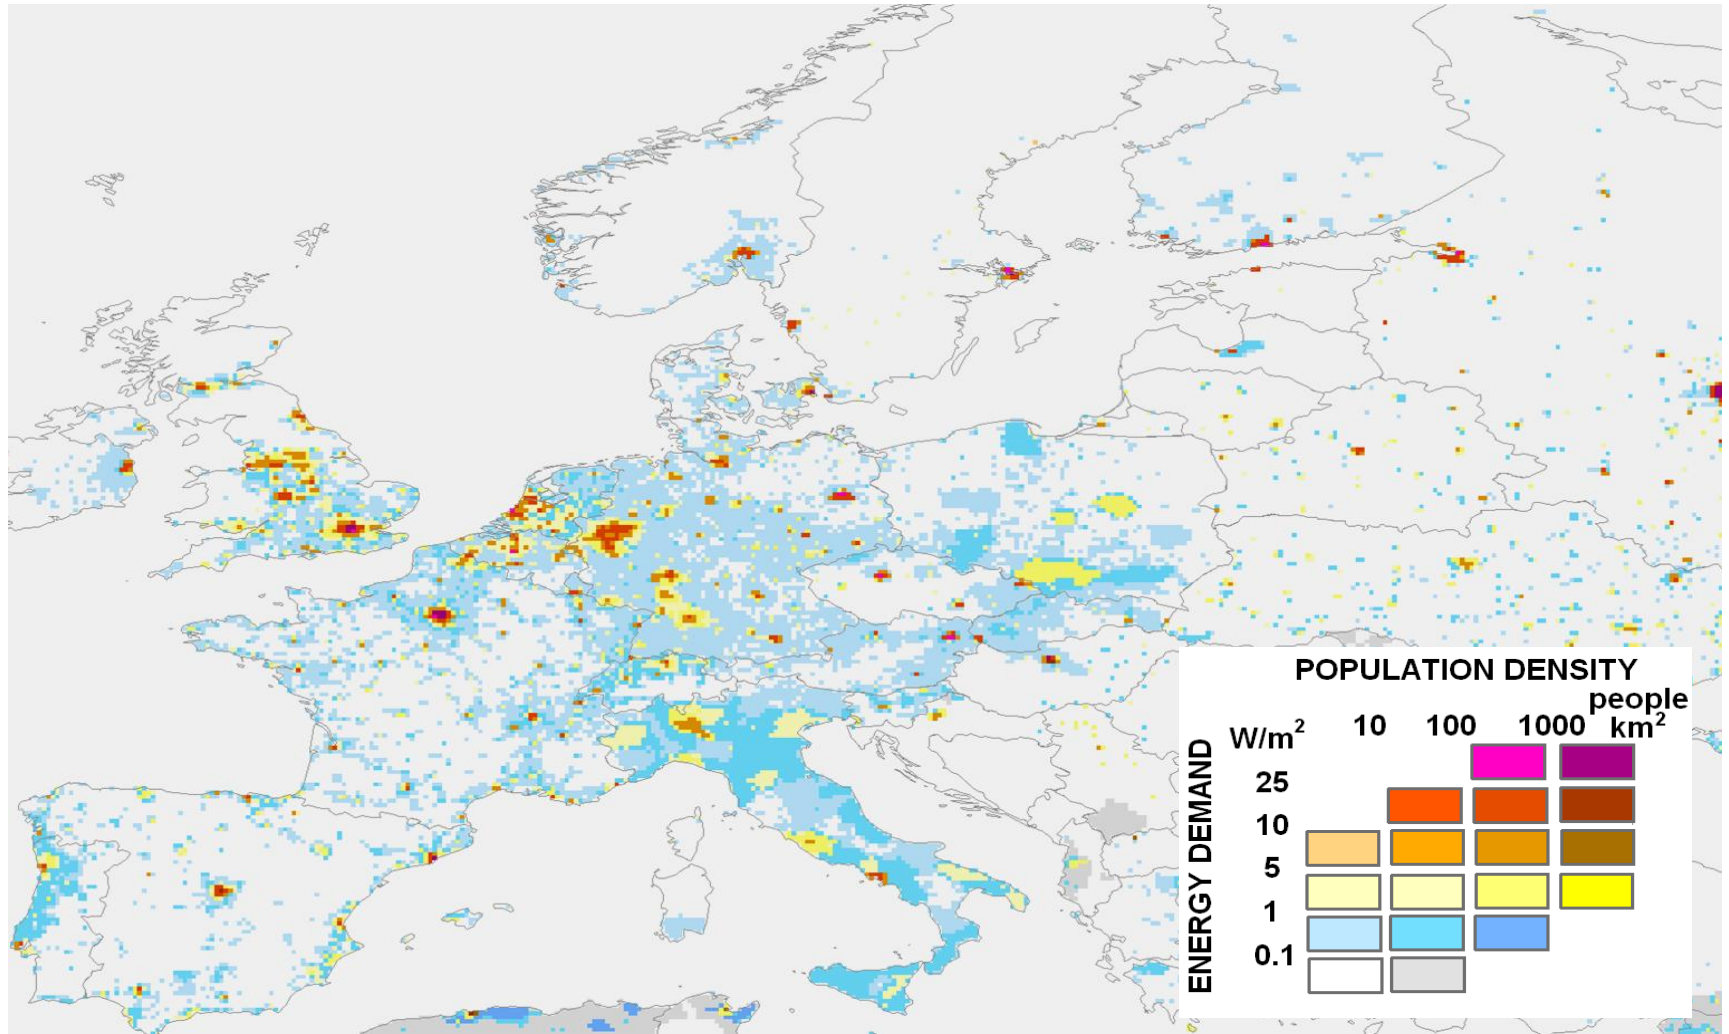 POPULATION DENSITY
people
W/m² 10 100 1000 km²
25
10
5
1
0.1
ENERGY DEMAND